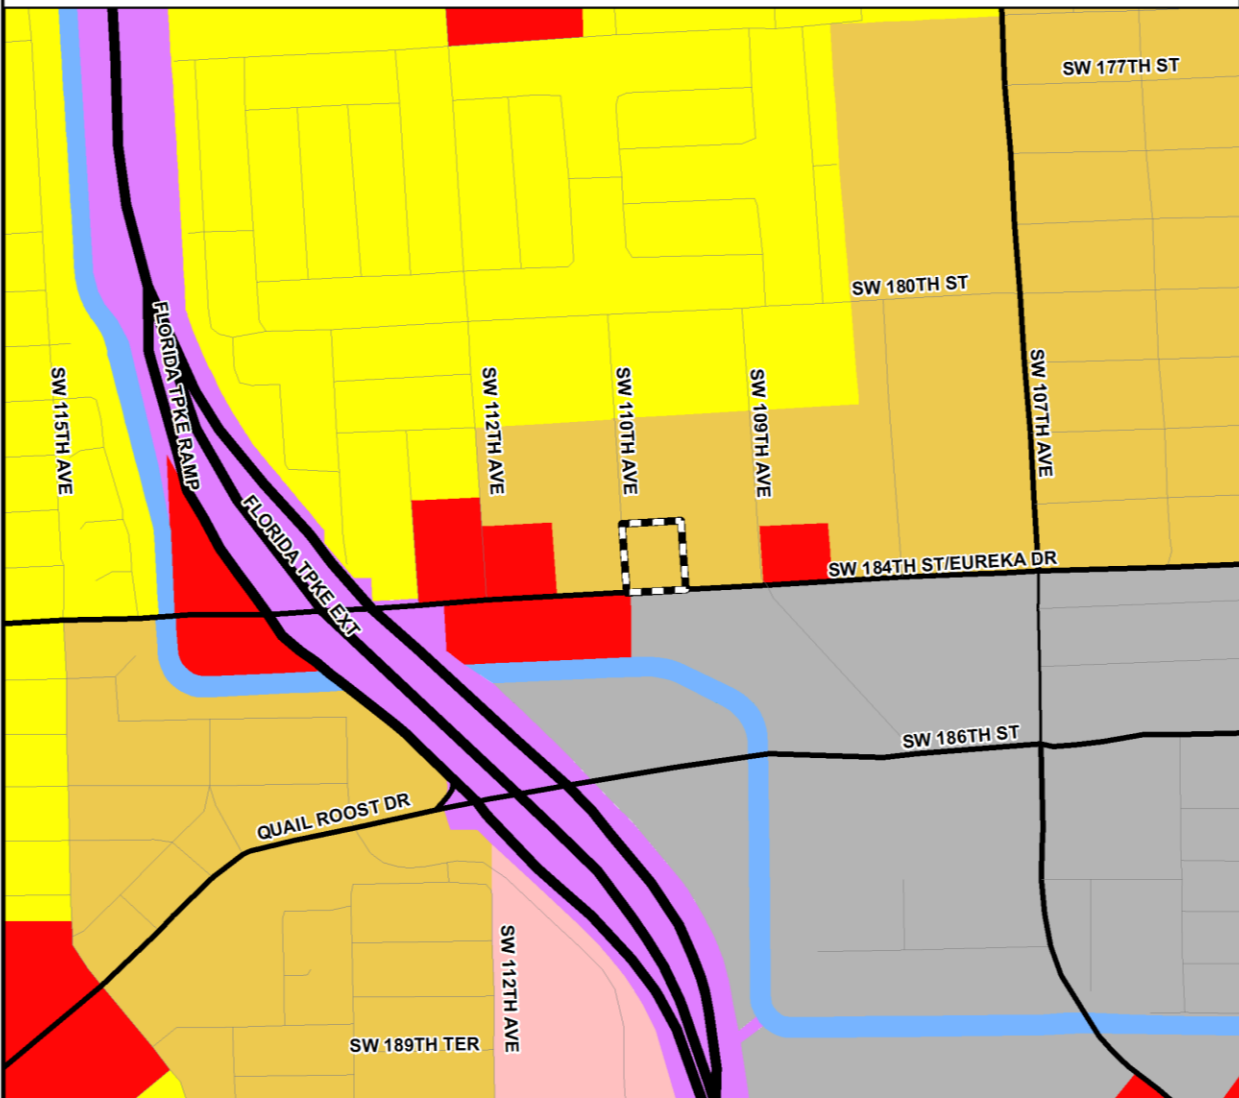 SW 177TH ST
SW 180TH ST
FLORIDA TPKE RAMP
SW 115TH AVE
SW 112TH AVE
SW 110TH AVE
SW 109TH AVE
SW 107TH AVE
FLORIDA TPKE EXT
SW 184TH ST/EUREKA DR
SW 186TH ST
QUAIL ROOST DR
SW 112TH AVE
SW 189TH TER